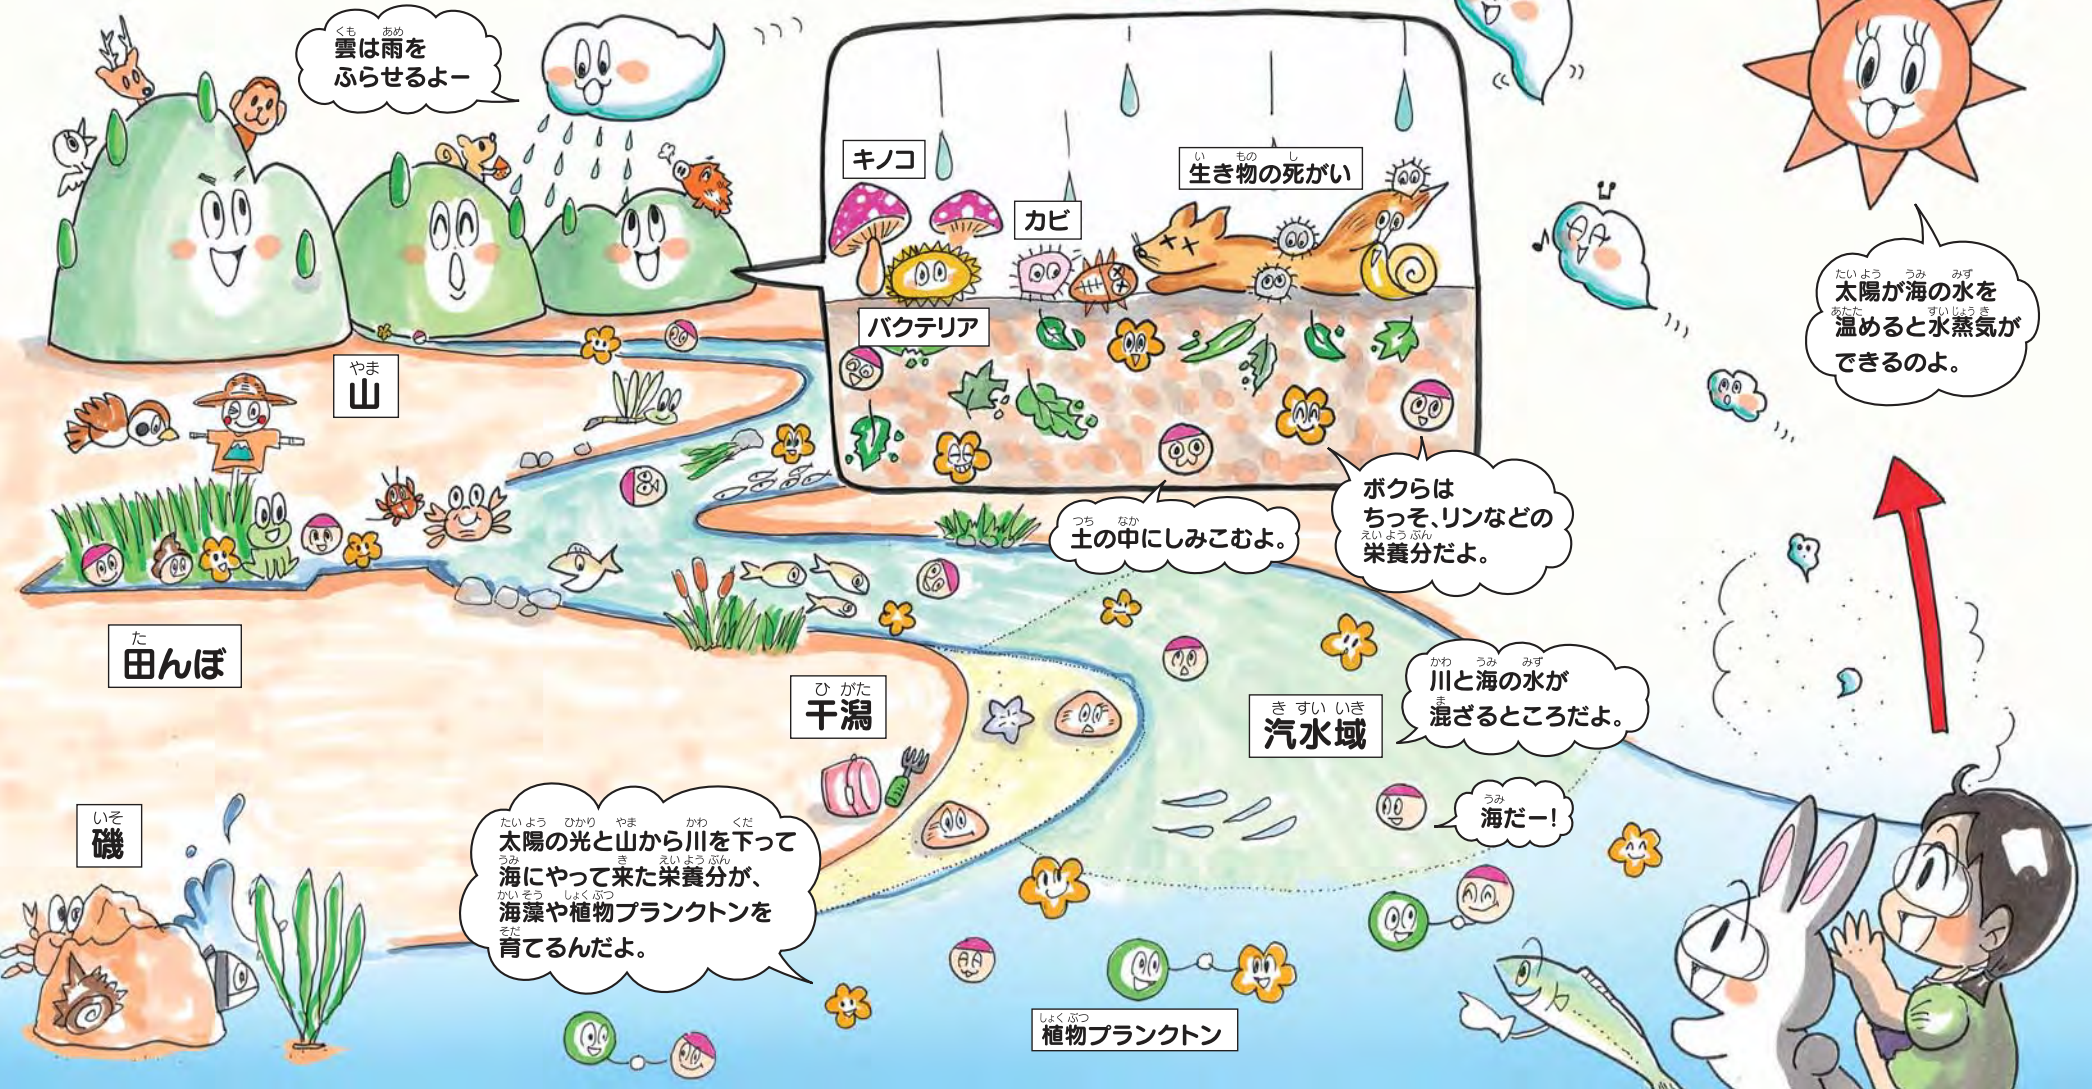 雲は雨を
ふらせるよー
キノコ
カビ
生き物の死がい
バクテリア
太陽が海の水を
温めると水蒸気が
できるのよ。
山
土の中にしみこむよ。
ボクらは
ちっそ、リンなどの
栄養分だよ。
田んぼ
干潟
汽水域
川と海の水が
混ざるところだよ。
海だー!
磯
太陽の光と山から川を下って
海にやって来た栄養分が、
海藻や植物プランクトンを
育てるんだよ。
植物プランクトン